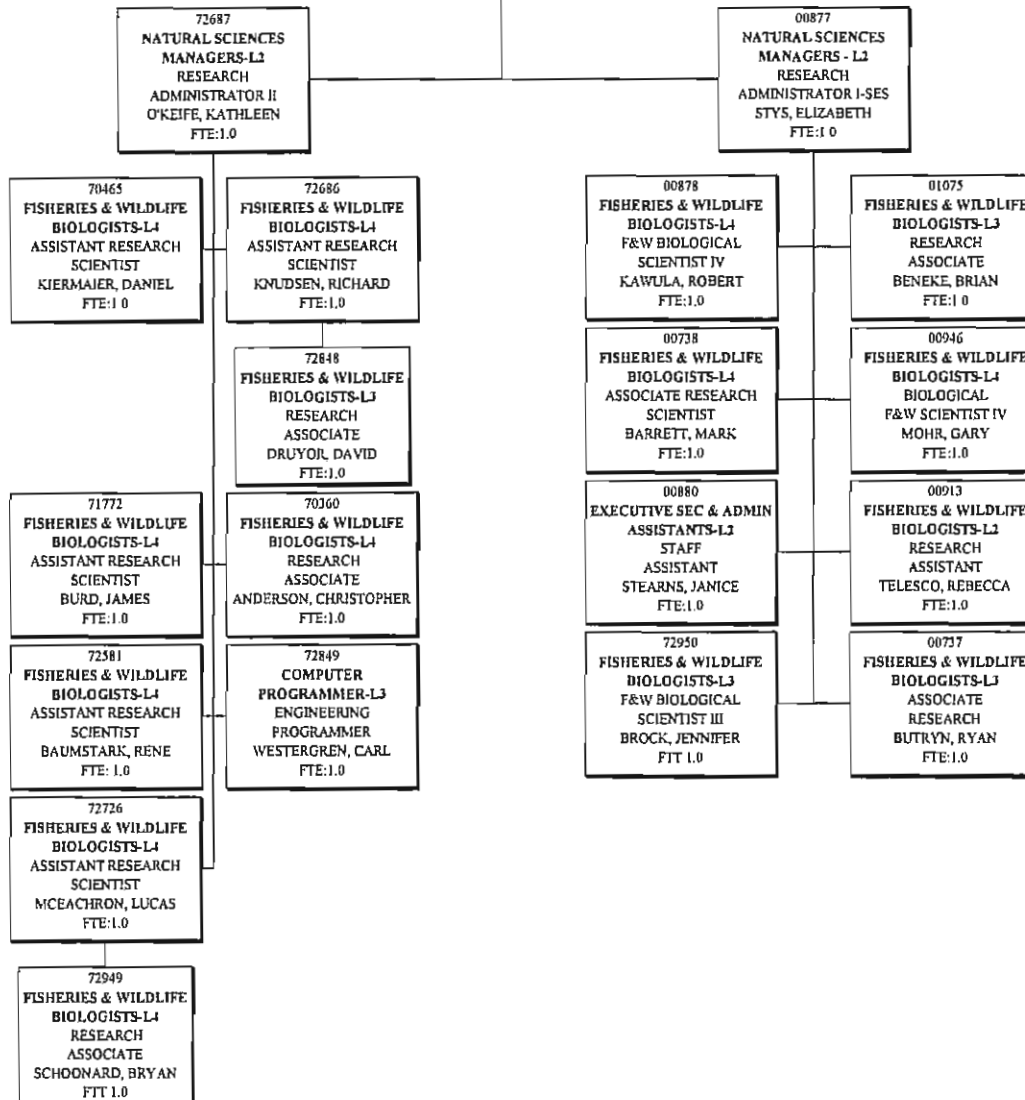 72687
NATURAL SCIENCES
MANAGERS-L2
RESEARCH
ADMINISTRATOR II
O'KEIFE, KATHLEEN
FTE:1.0
00877
NATURAL SCIENCES
MANAGERS - L2
RESEARCH
ADMINISTRATOR I-SES
STYS, ELIZABETH
FTE:1 0
70465
FISHERIES & WILDLIFE
BIOLOGISTS-L4
ASSISTANT RESEARCH
SCIENTIST
KIERMAIER, DANIEL
FTE:1 0
72686
FISHERIES & WILDLIFE
BIOLOGISTS-L4
ASSISTANT RESEARCH
SCIENTIST
KNUDSEN, RICHARD
FTE:1.0
00878
FISHERIES & WILDLIFE
BIOLOGISTS-L4
F&W BIOLOGICAL
SCIENTIST IV
KAWULA, ROBERT
FTE:1.0
01075
FISHERIES & WILDLIFE
BIOLOGISTS-L3
RESEARCH
ASSOCIATE
BENEKE, BRIAN
FTE:1 0
72848
FISHERIES & WILDLIFE
BIOLOGISTS-L3
RESEARCH
ASSOCIATE
DRUYOR, DAVID
FTE:1.0
00738
FISHERIES & WILDLIFE
BIOLOGISTS-L4
ASSOCIATE RESEARCH
SCIENTIST
BARRETT, MARK
FTE:1.0
00946
FISHERIES & WILDLIFE
BIOLOGISTS-L4
BIOLOGICAL
F&W SCIENTIST IV
MOHR, GARY
FTE:1.0
71772
FISHERIES & WILDLIFE
BIOLOGISTS-L4
ASSISTANT RESEARCH
SCIENTIST
BURD, JAMES
FTE:1.0
70360
FISHERIES & WILDLIFE
BIOLOGISTS-L4
RESEARCH
ASSOCIATE
ANDERSON, CHRISTOPHER
FTE:1.0
00880
EXECUTIVE SEC & ADMIN
ASSISTANTS-L2
STAFF
ASSISTANT
STEARNS, JANICE
FTE:1.0
00913
FISHERIES & WILDLIFE
BIOLOGISTS-L2
RESEARCH
ASSISTANT
TELESCO, REBECCA
FTE:1.0
72581
FISHERIES & WILDLIFE
BIOLOGISTS-L4
ASSISTANT RESEARCH
SCIENTIST
BAUMSTARK, RENE
FTE: 1.0
72849
COMPUTER
PROGRAMMER-L3
ENGINEERING
PROGRAMMER
WESTERGREN, CARL
FTE:1.0
72950
FISHERIES & WILDLIFE
BIOLOGISTS-L3
F&W BIOLOGICAL
SCIENTIST III
BROCK, JENNIFER
FTT 1.0
00737
FISHERIES & WILDLIFE
BIOLOGISTS-L3
ASSOCIATE
RESEARCH
BUTRYN, RYAN
FTE:1.0
72726
FISHERIES & WILDLIFE
BIOLOGISTS-L4
ASSISTANT RESEARCH
SCIENTIST
MCEACHRON, LUCAS
FTE:1.0
72949
FISHERIES & WILDLIFE
BIOLOGISTS-L4
RESEARCH
ASSOCIATE
SCHOONARD, BRYAN
FTT 1.0